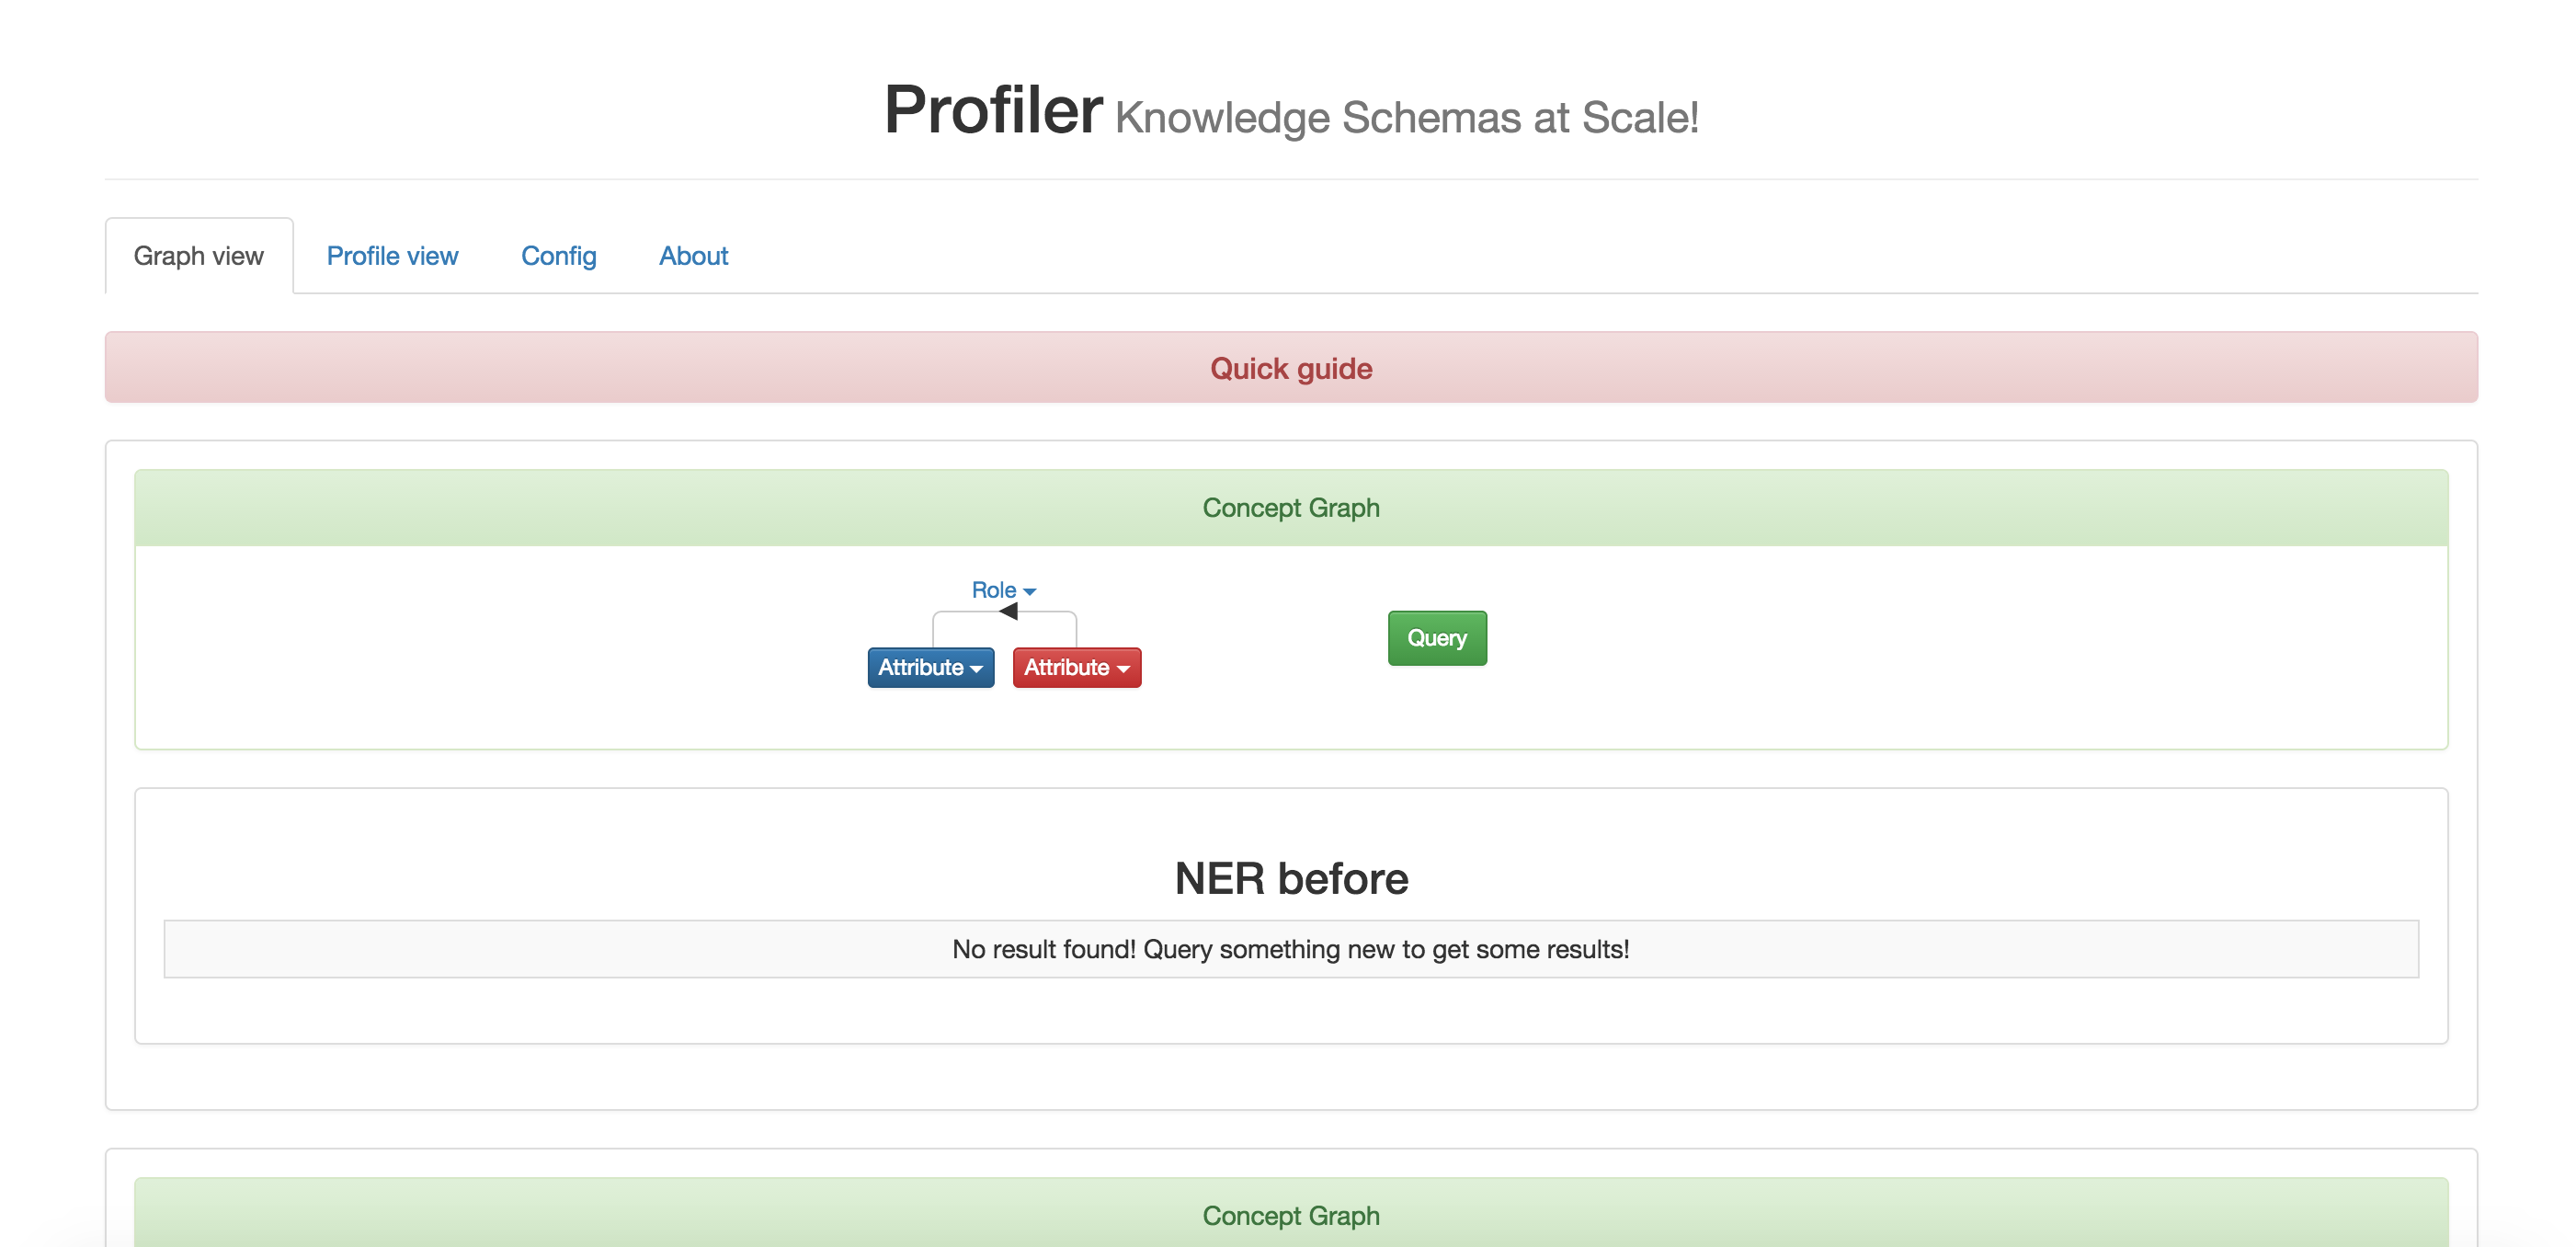 Profiler Knowledge Schemas at Scale!
Graph view Profile view Config About
Quick guide
Concept Graph
Role
Attribute Attribute
Query
NER before
No result found! Query something new to get some results!
Concept Graph